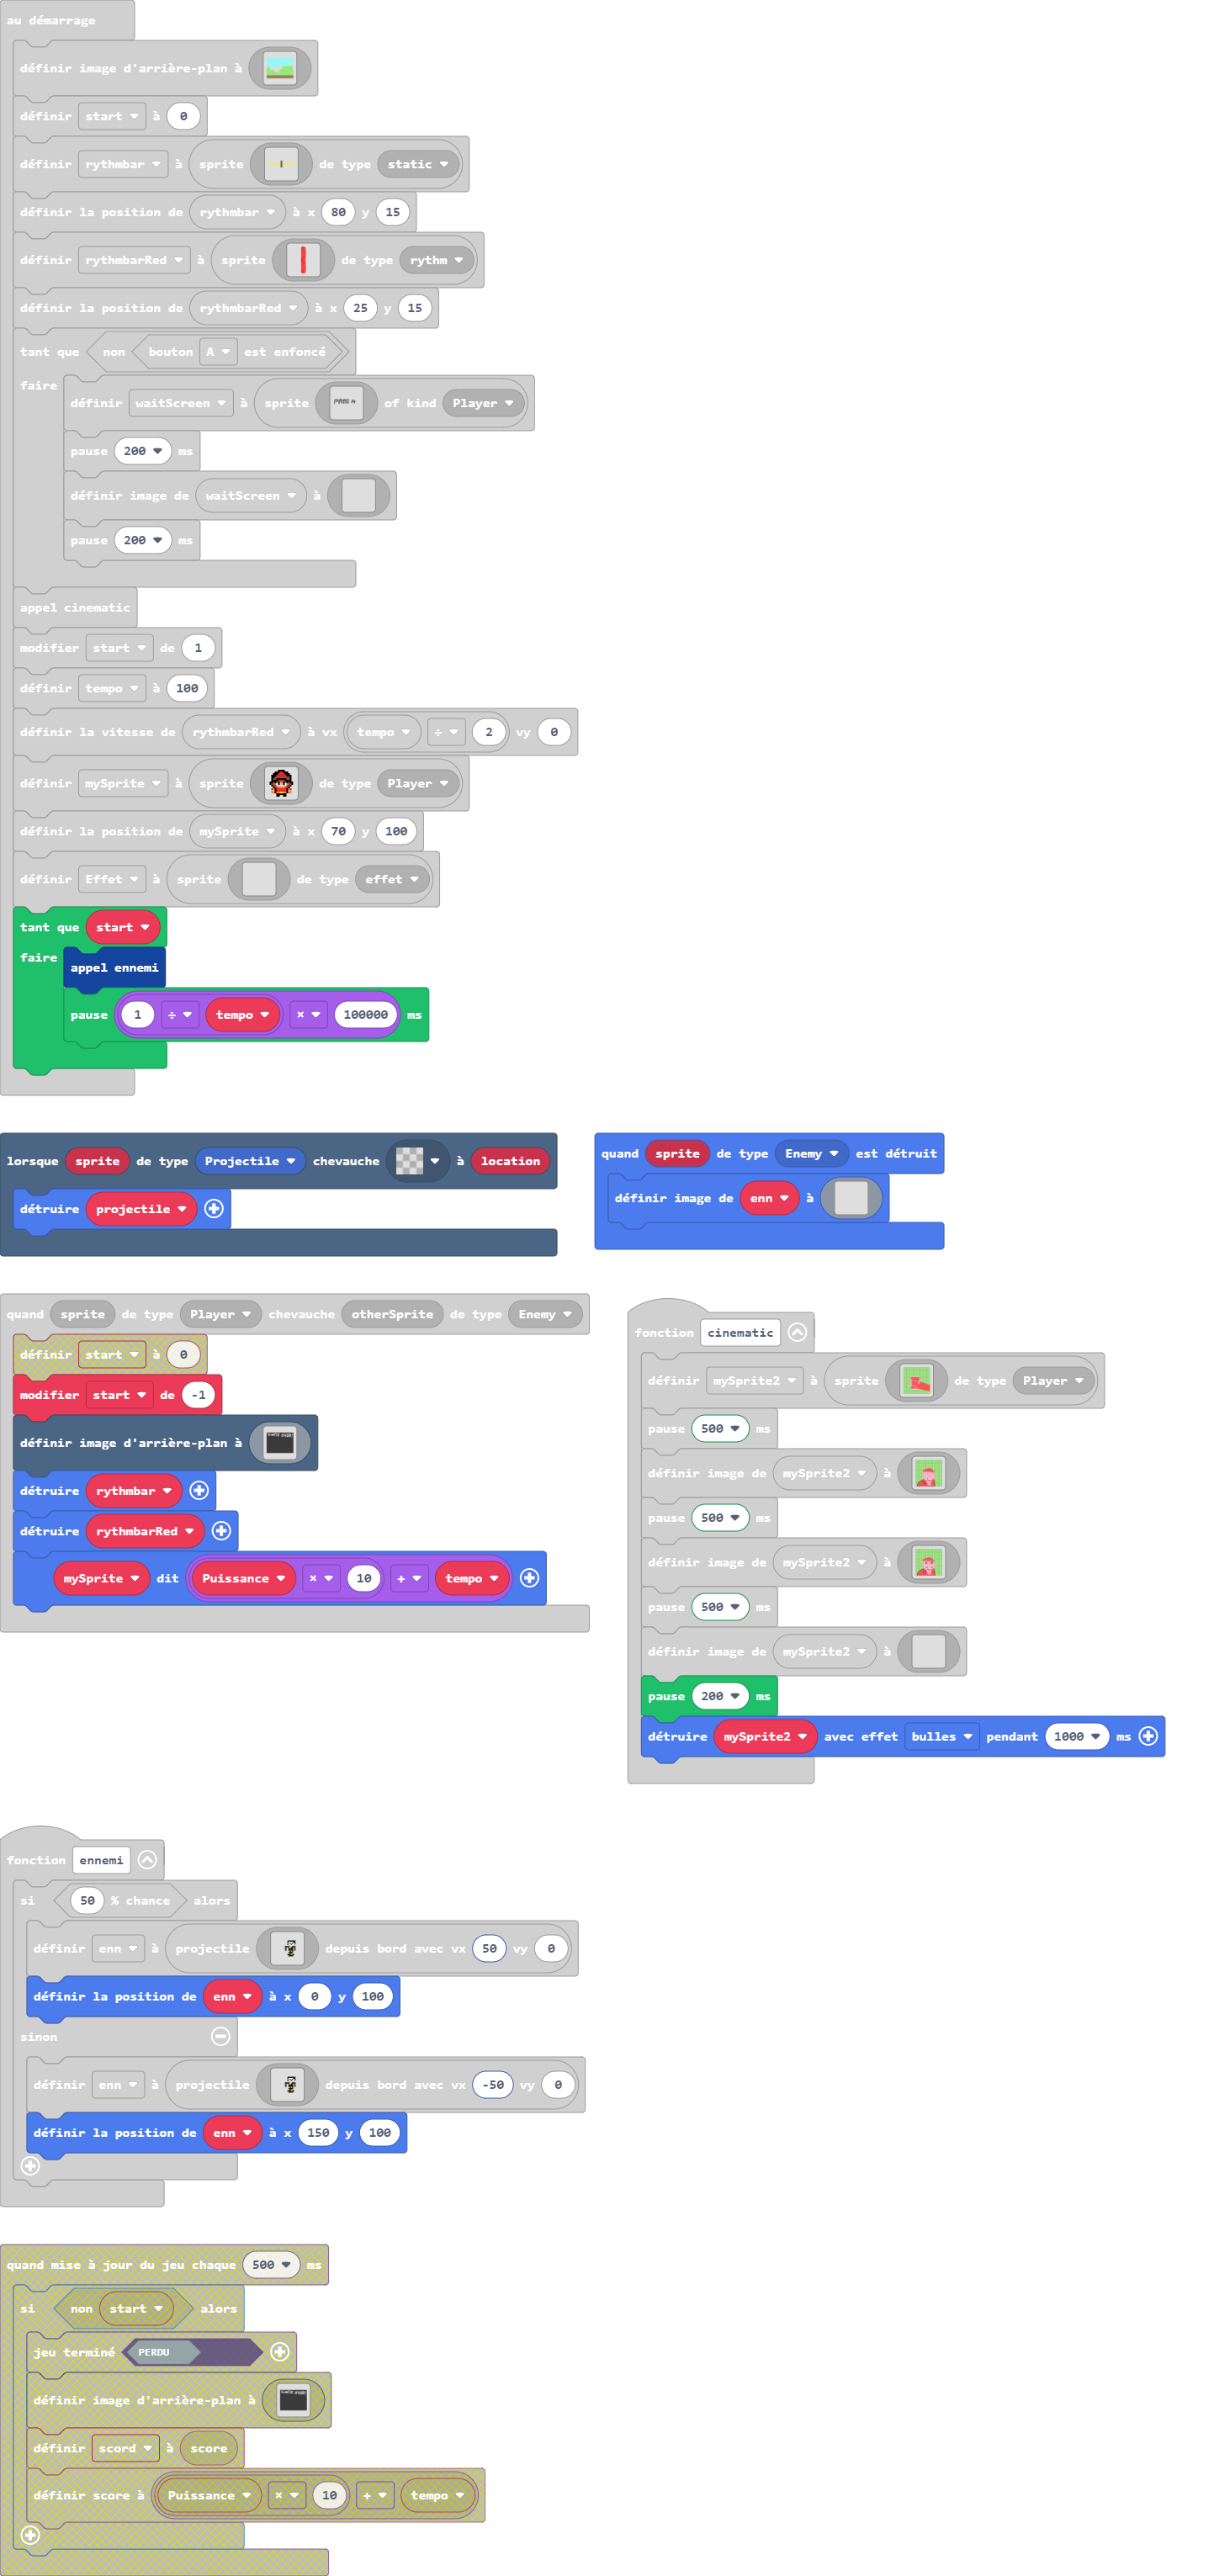 au démarrage
définir image d'arrière-plan à
définir start à 0
définir rythmbar à sprite de type static
définir la position de rythmbar à x 80 y 15
définir rythmbarRed à sprite de type rythm
définir la position de rythmbarRed à x 25 y 15
tant que non bouton A est enfoncé
faire
définir waitScreen à sprite of kind Player
pause 200 ms
définir image de waitScreen à
pause 200 ms
appel cinematic
modifier start de 1
définir tempo à 100
définir la vitesse de rythmbarRed à vx tempo ÷ 2 vy 0
définir mySprite à sprite de type Player
définir la position de mySprite à x 70 y 100
définir Effet à sprite de type effet
tant que start
faire
appel ennemi
pause 1 ÷ tempo × 100000 ms
lorsque sprite de type Projectile chevauche à location
détruire projectile
quand sprite de type Enemy est détruit
définir image de enn à
quand sprite de type Player chevauche otherSprite de type Enemy
définir start à 0
modifier start de -1
définir image d'arrière-plan à
détruire rythmbar
détruire rythmbarRed
mySprite dit Puissance × 10 + tempo
fonction cinematic
définir mySprite2 à sprite de type Player
pause 500 ms
définir image de mySprite2 à
pause 500 ms
définir image de mySprite2 à
pause 500 ms
définir image de mySprite2 à
pause 200 ms
détruire mySprite2 avec effet bulles pendant 1000 ms
fonction ennemi
si 50 % chance alors
définir enn à projectile depuis bord avec vx 50 vy 0
définir la position de enn à x 0 y 100
sinon
définir enn à projectile depuis bord avec vx -50 vy 0
définir la position de enn à x 150 y 100
quand mise à jour du jeu chaque 500 ms
si non start alors
jeu terminé PERDU
définir image d'arrière-plan à
définir scord à score
définir score à Puissance × 10 + tempo